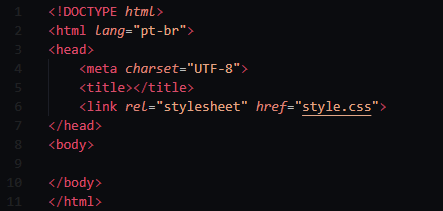 1 <!DOCTYPE html>
2 <html lang="pt-br">
3 <head>
4     <meta charset="UTF-8">
5     <title></title>
6     <link rel="stylesheet" href="style.css">
7 </head>
8 <body>
9
10 </body>
11 </html>